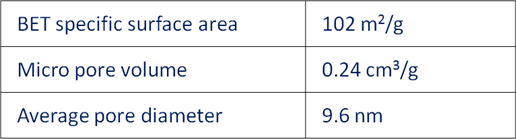 BET specific surface area 102 m²/g
Micro pore volume 0.24 cm³/g
Average pore diameter 9.6 nm